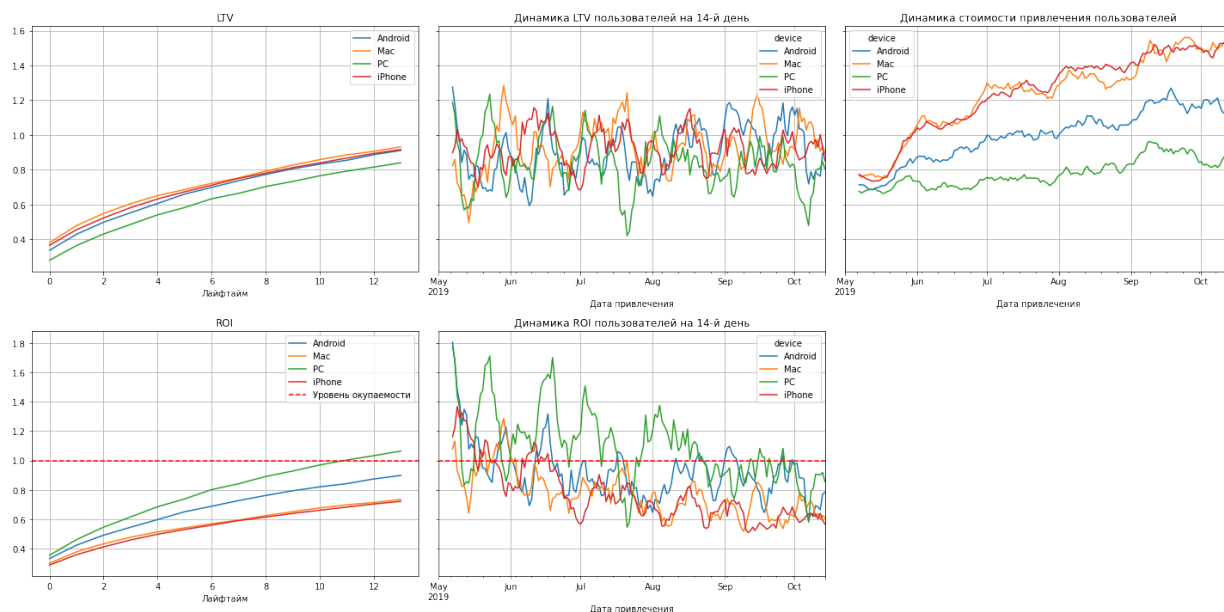 LTV
1.6
1.4
1.2
1.0
0.8
0.6
0.4
0 2 4 6 8 10 12
Лайфтайм
Android
Mac
PC
iPhone
Динамика LTV пользователей на 14-й день
device
Android
Mac
PC
iPhone
May Jun Jul Aug Sep Oct
2019
Дата привлечения
Динамика стоимости привлечения пользователей
device
Android
Mac
PC
iPhone
May Jun Jul Aug Sep Oct
2019
Дата привлечения
ROI
1.8
1.6
1.4
1.2
1.0
0.8
0.6
0.4
0 2 4 6 8 10 12
Лайфтайм
Android
Mac
PC
iPhone
Уровень окупаемости
Динамика ROI пользователей на 14-й день
device
Android
Mac
PC
iPhone
May Jun Jul Aug Sep Oct
2019
Дата привлечения